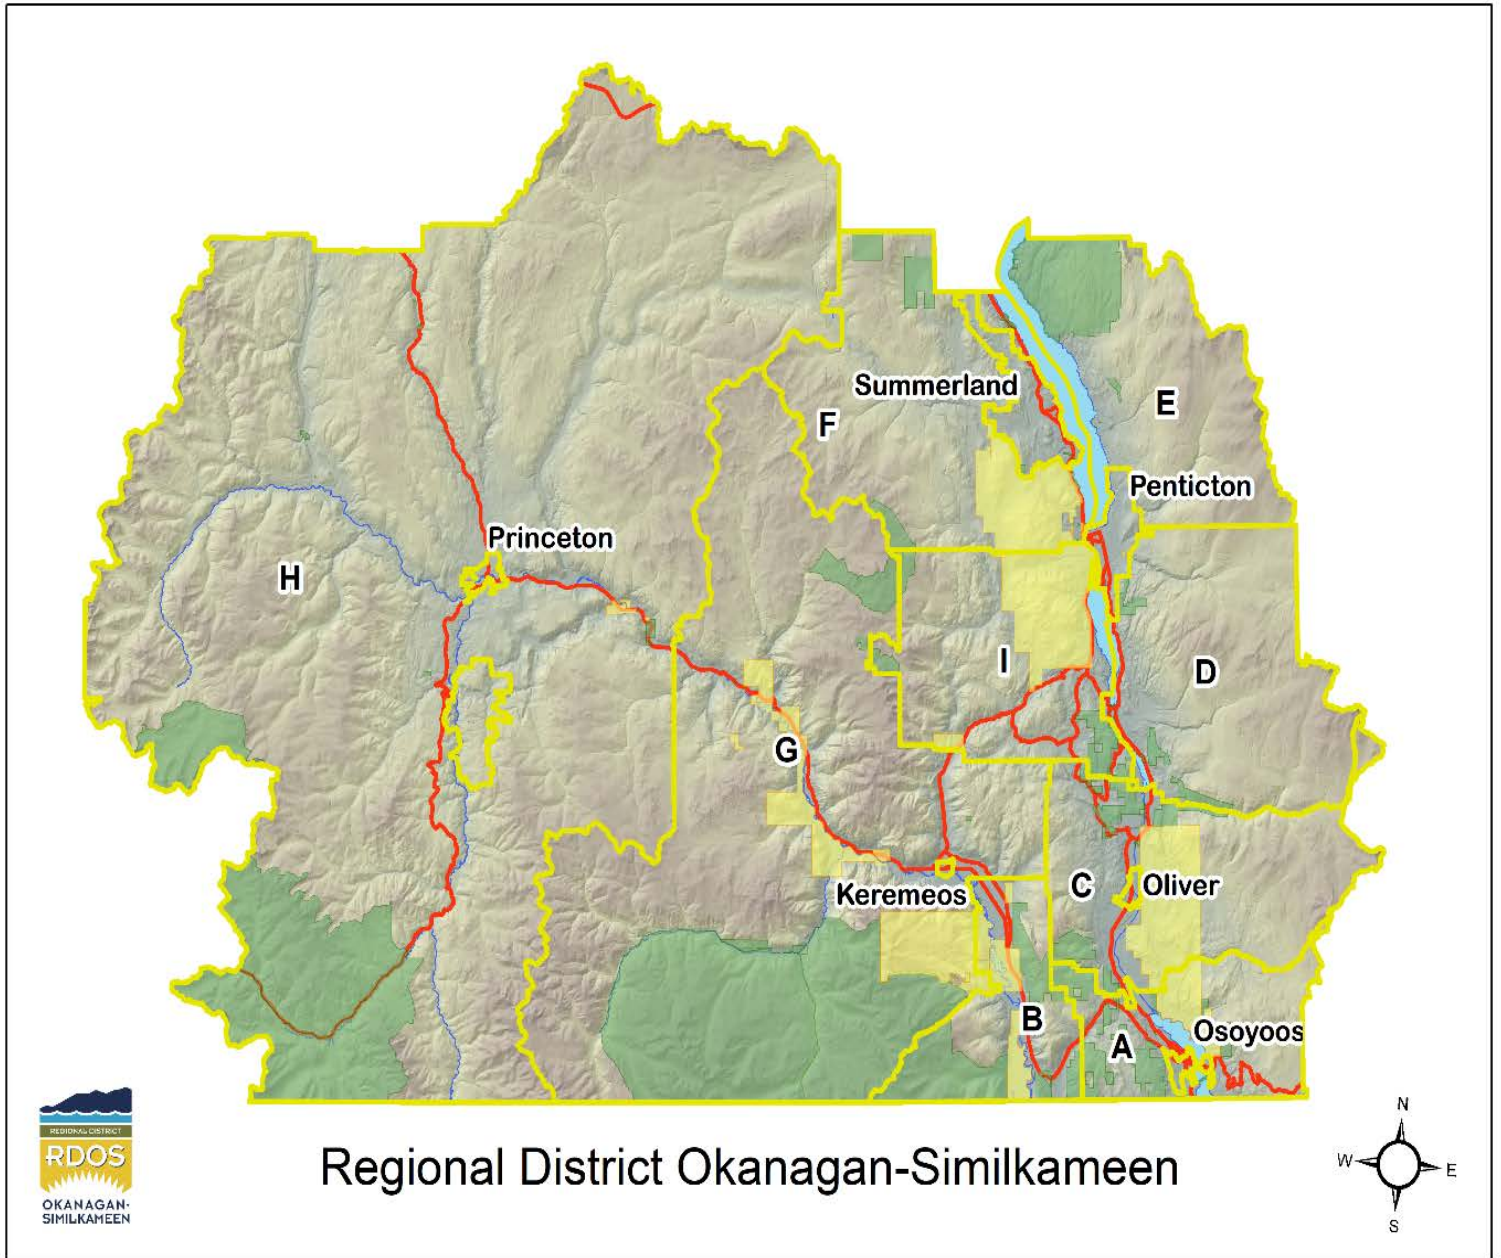 Summerland
E
F
Penticton
Princeton
H
I
D
G
Keremeos
C
Oliver
B
A
Osoyoos
REGIONAL DISTRICT
RDOS
OKANAGAN-
SIMILKAMEEN
Regional District Okanagan-Similkameen
N
W
E
S